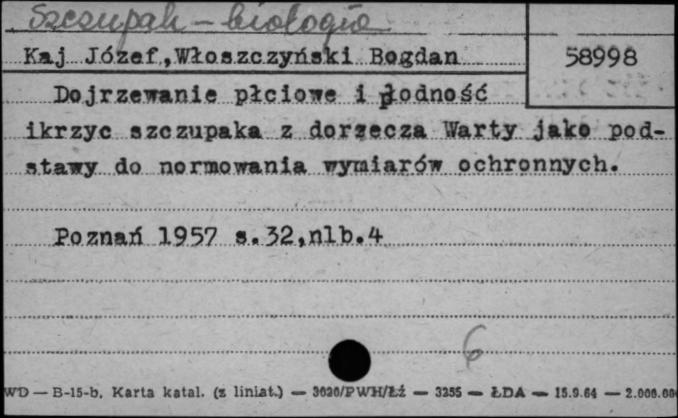 Szczupak – biologia
Kaj Józef,Włoszczyński Bogdan
58998
Dojrzewanie płciowe i płodność
ikrzyc szczupaka z dorzecza Warty jako pod-
stawy do normowania wymiarów ochronnych.
Poznań 1957 s.32,nlb.4
6
WD — B-15-b. Karta katal. (z liniat.) — 3020/PWH/Łź — 3255 — ŁDA — 15.9.64 — 2.000.00